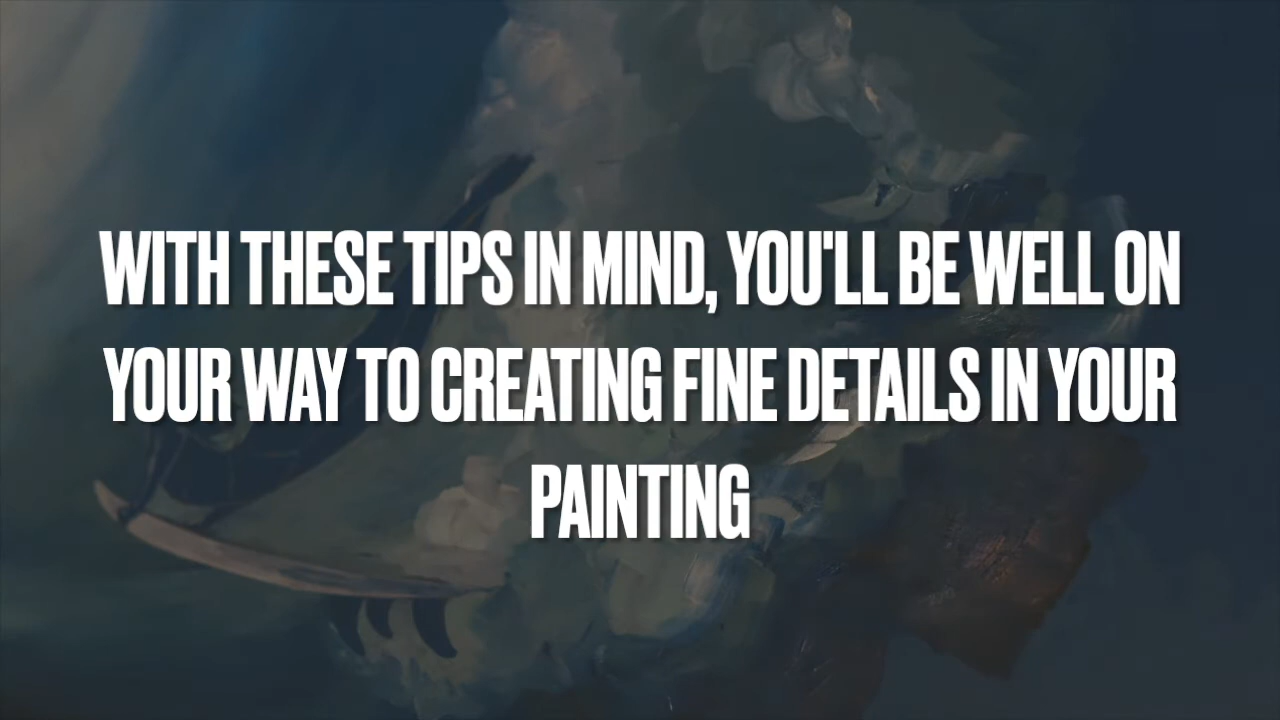 WITH THESE TIPS IN MIND, YOU'LL BE WELL ON
YOUR WAY TO CREATING FINE DETAILS IN YOUR
PAINTING